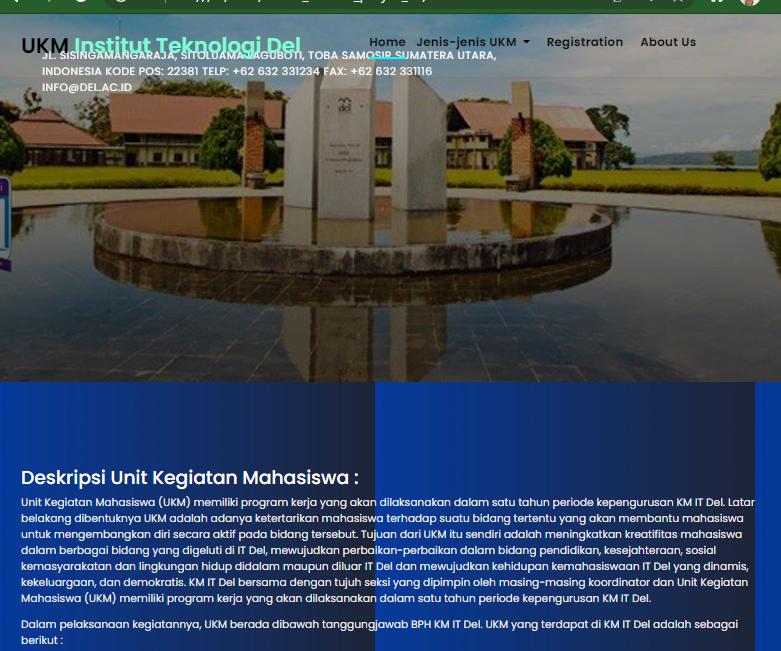 UKM Institut Teknologi Del
Home Jenis-jenis UKM Registration About Us
JL. SISINGAMANGARAJA, SITOLUAMA LAGUBOTI, TOBA SAMOSIR SUMATERA UTARA,
INDONESIA KODE POS: 22381 TELP: +62 632 331234 FAX: +62 632 331116
INFO@DEL.AC.ID
del
Deskripsi Unit Kegiatan Mahasiswa :
Unit Kegiatan Mahasiswa (UKM) memiliki program kerja yang akan dilaksanakan dalam satu tahun periode kepengurusan KM IT Del. Latar
belakang dibentuknya UKM adalah adanya ketertarikan mahasiswa terhadap suatu bidang tertentu yang akan membantu mahasiswa
untuk mengembangkan diri secara aktif pada bidang tersebut. Tujuan dari UKM itu sendiri adalah meningkatkan kreatifitas mahasiswa
dalam berbagai bidang yang digeluti di IT Del, mewujudkan perbaikan-perbaikan dalam bidang pendidikan, kesejahteraan, sosial
kemasyarakatan dan lingkungan hidup didalam maupun diluar IT Del dan mewujudkan kehidupan kemahasiswaan IT Del yang dinamis,
kekeluargaan, dan demokratis. KM IT Del bersama dengan tujuh seksi yang dipimpin oleh masing-masing koordinator dan Unit Kegiatan
Mahasiswa (UKM) memiliki program kerja yang akan dilaksanakan dalam satu tahun periode kepengurusan KM IT Del.
Dalam pelaksanaan kegiatannya, UKM berada dibawah tanggungjawab BPH KM IT Del. UKM yang terdapat di KM IT Del adalah sebagai
berikut :